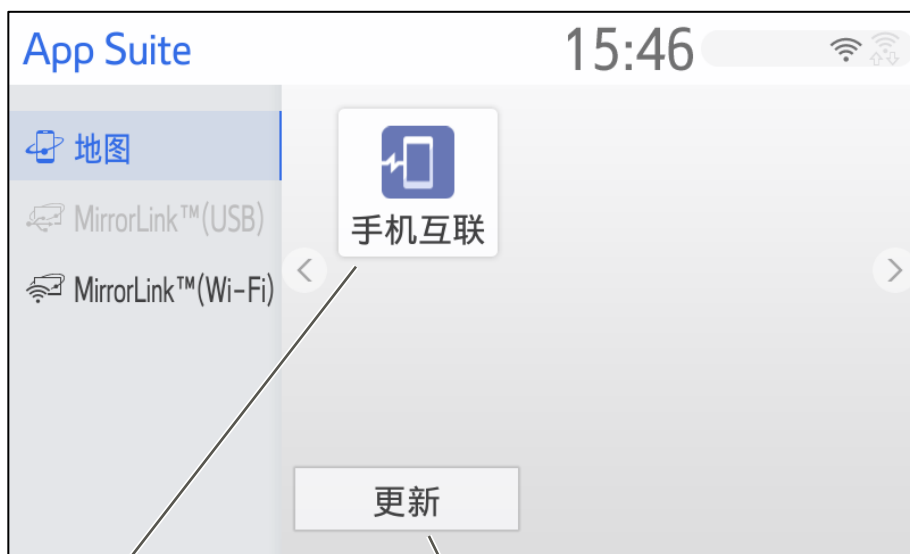 App Suite
15:46
地图
MirrorLink™(USB)
MirrorLink™(Wi-Fi)
手机互联
更新